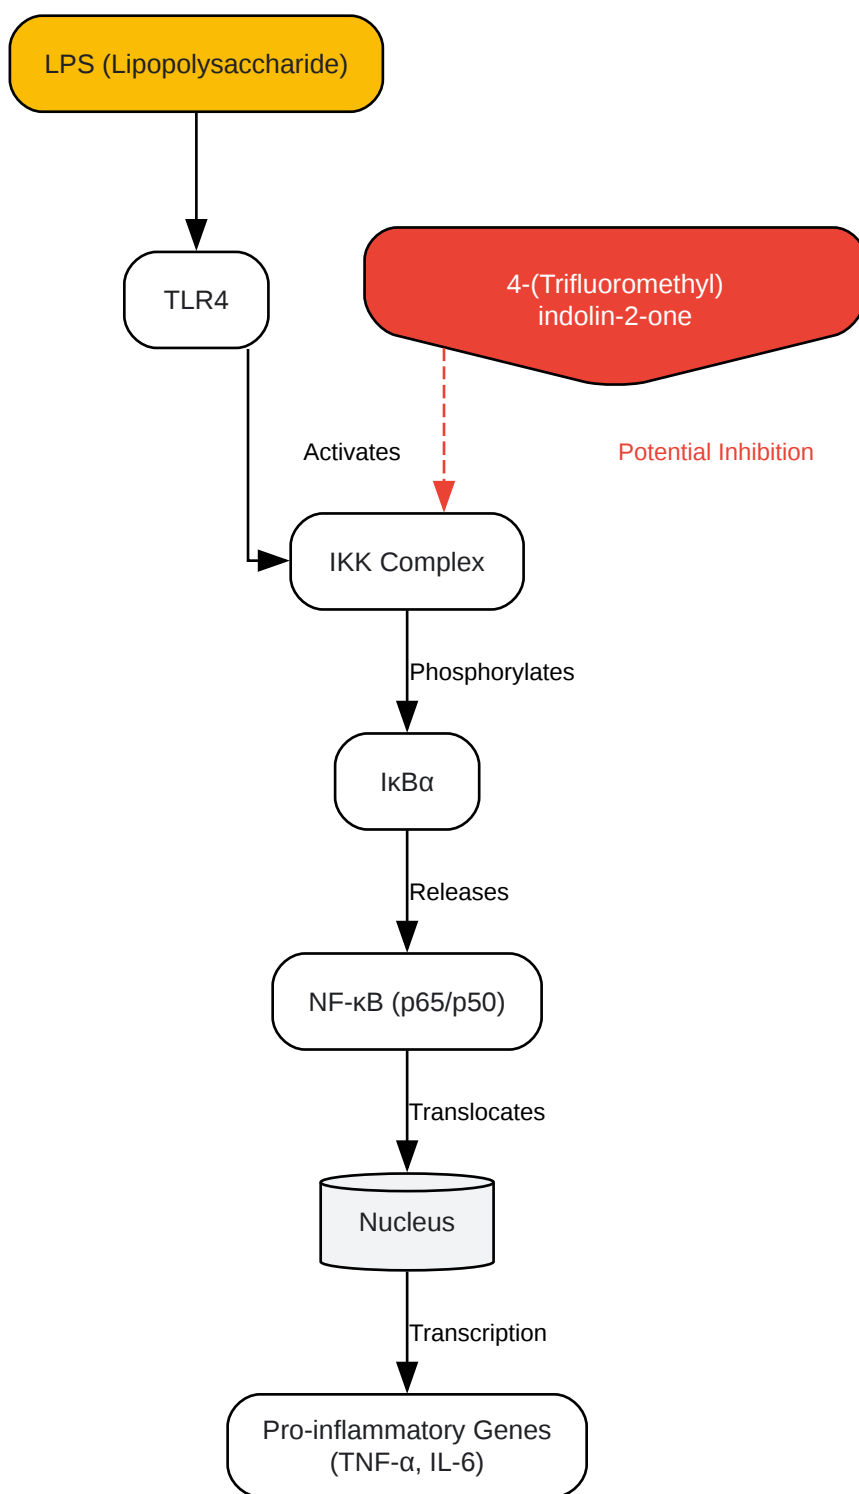 LPS (Lipopolysaccharide)
TLR4
4-(Trifluoromethyl)
indolin-2-one
Activates
Potential Inhibition
IKK Complex
Phosphorylates
IκBα
Releases
NF-κB (p65/p50)
Translocates
Nucleus
Transcription
Pro-inflammatory Genes
(TNF-α, IL-6)